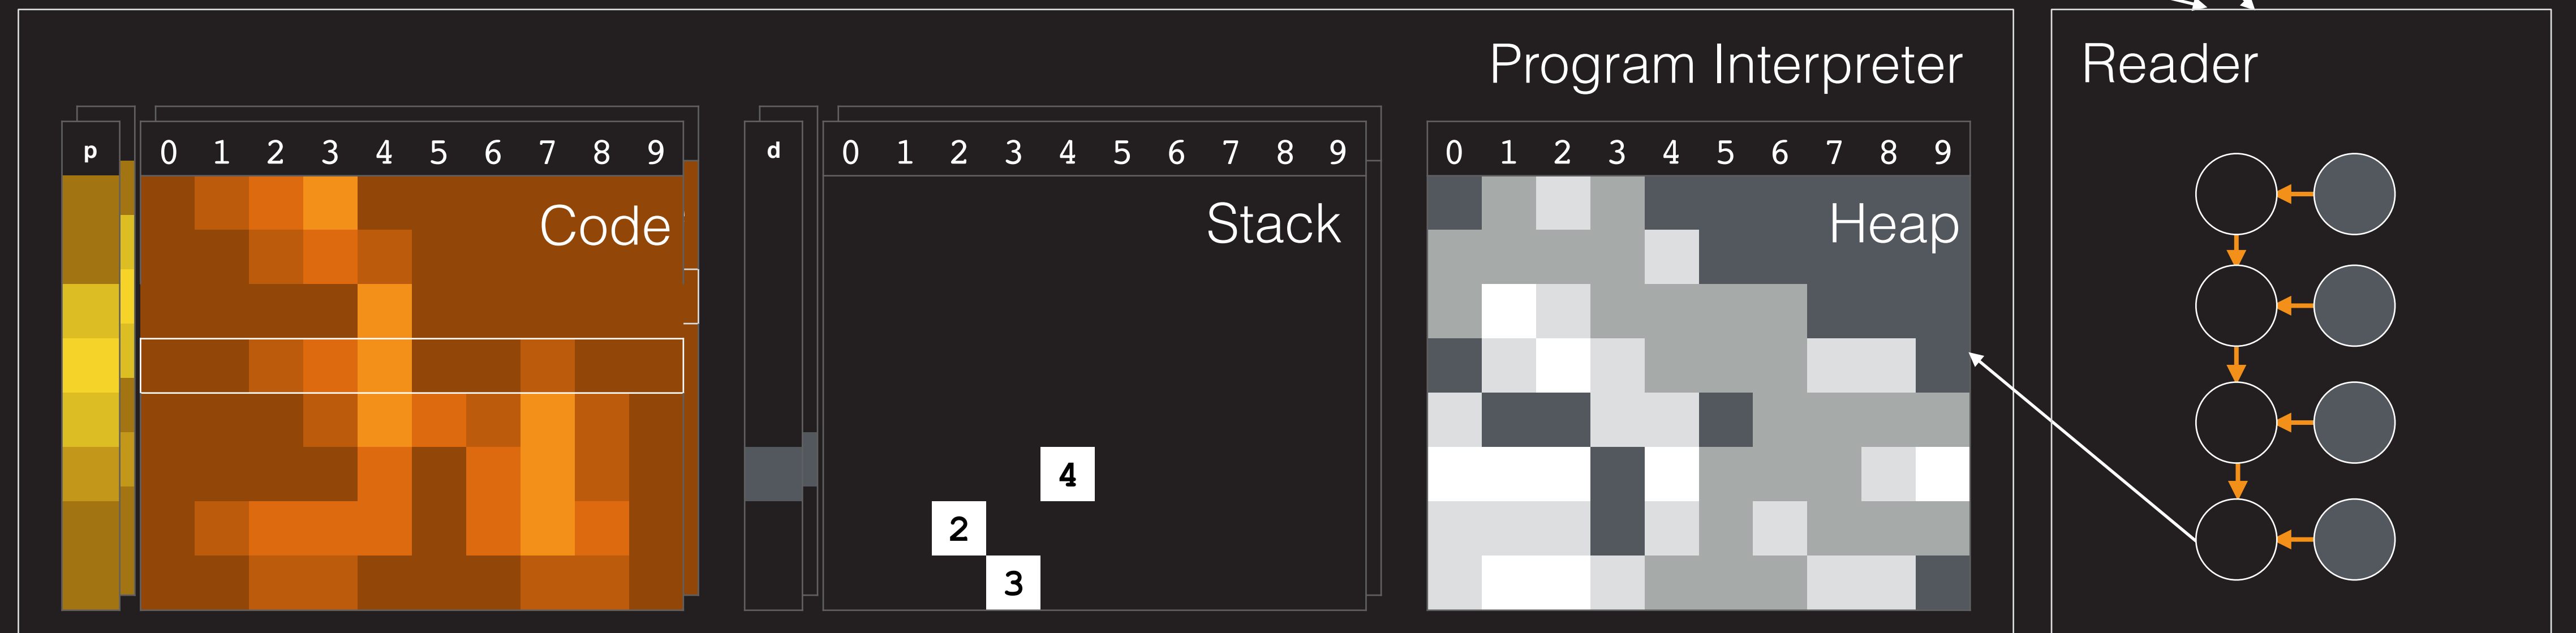 Program Interpreter
Reader
p 0 1 2 3 4 5 6 7 8 9
d 0 1 2 3 4 5 6 7 8 9
0 1 2 3 4 5 6 7 8 9
Code
Stack
Heap
4
2
3